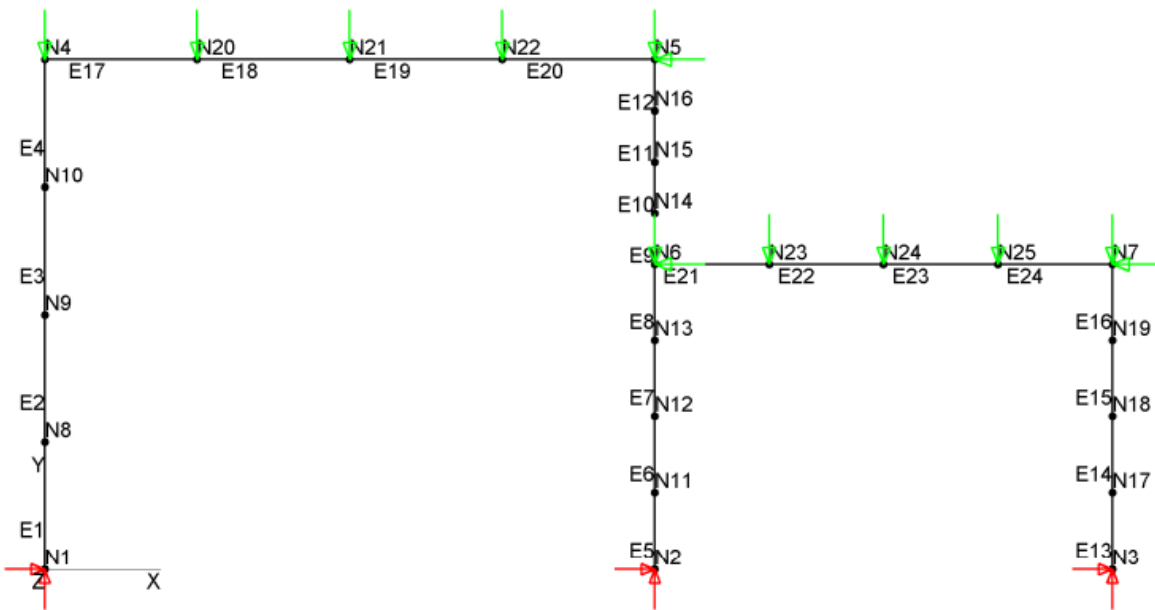 N4 N20 N21 N22 N5
E17 E18 E19 E20
E12 N16
E4
E11 N15
N10
E10 N14
E9 N6 N23 N24 N25 N7
E3 E21 E22 E23 E24
N9
E8 N13 E16 N19
E2 E7 N12 E15 N18
N8
Y
E6 N11 E14 N17
E1
N1 E5 N2 E13 N3
Z X